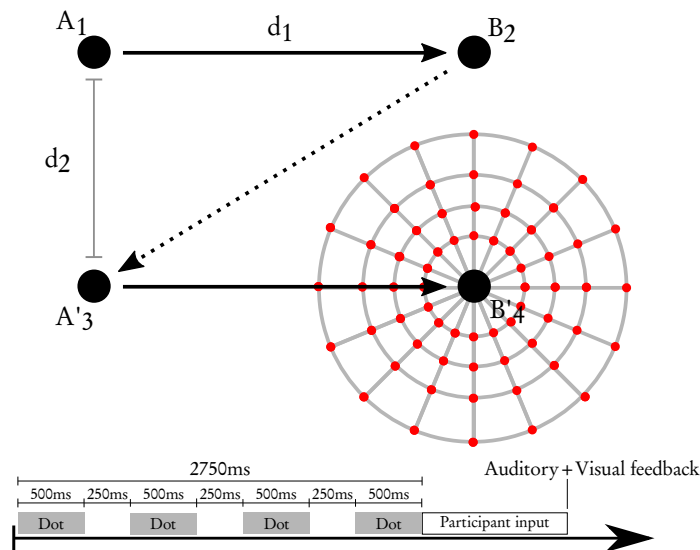 A1
d1
B2
d2
A'3
B'4
2750ms
Auditory + Visual feedback
500ms 250ms 500ms 250ms 500ms 250ms 500ms
Dot Dot Dot Dot Participant input